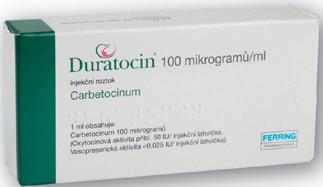 Duratocin® 100 mikrogramů/ml
injekční roztok
Carbetocinum
1 ml obsahuje:
Carbetocinum 100 mikrogramů
(Oxytocinová aktivita přibl. 50 IU/ injekční lahvička).
Vasopresorická aktivita <0,025 IU/ injekční lahvička).
FERRING